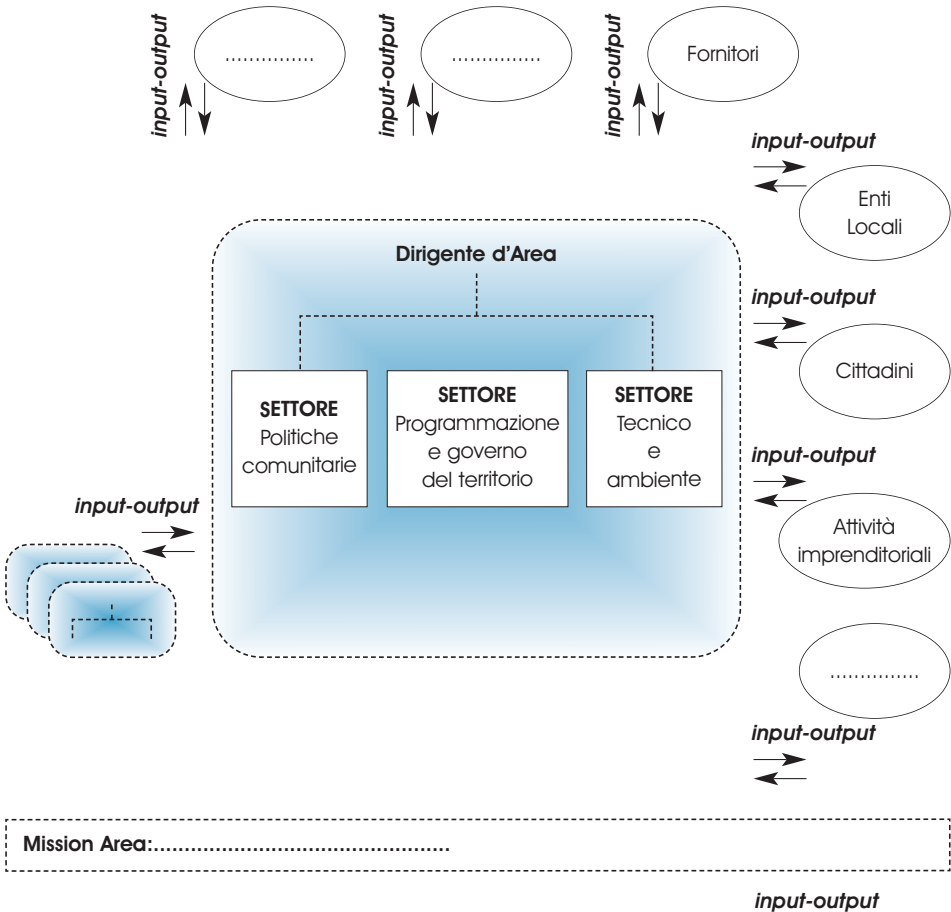 input-output
...............
input-output
...............
input-output
Fornitori
input-output
Enti
Locali
Dirigente d'Area
input-output
Cittadini
SETTORE
Politiche
comunitarie
SETTORE
Programmazione
e governo
del territorio
SETTORE
Tecnico
e
ambiente
input-output
Attività
imprenditoriali
input-output
...............
input-output
Mission Area:................................................
input-output